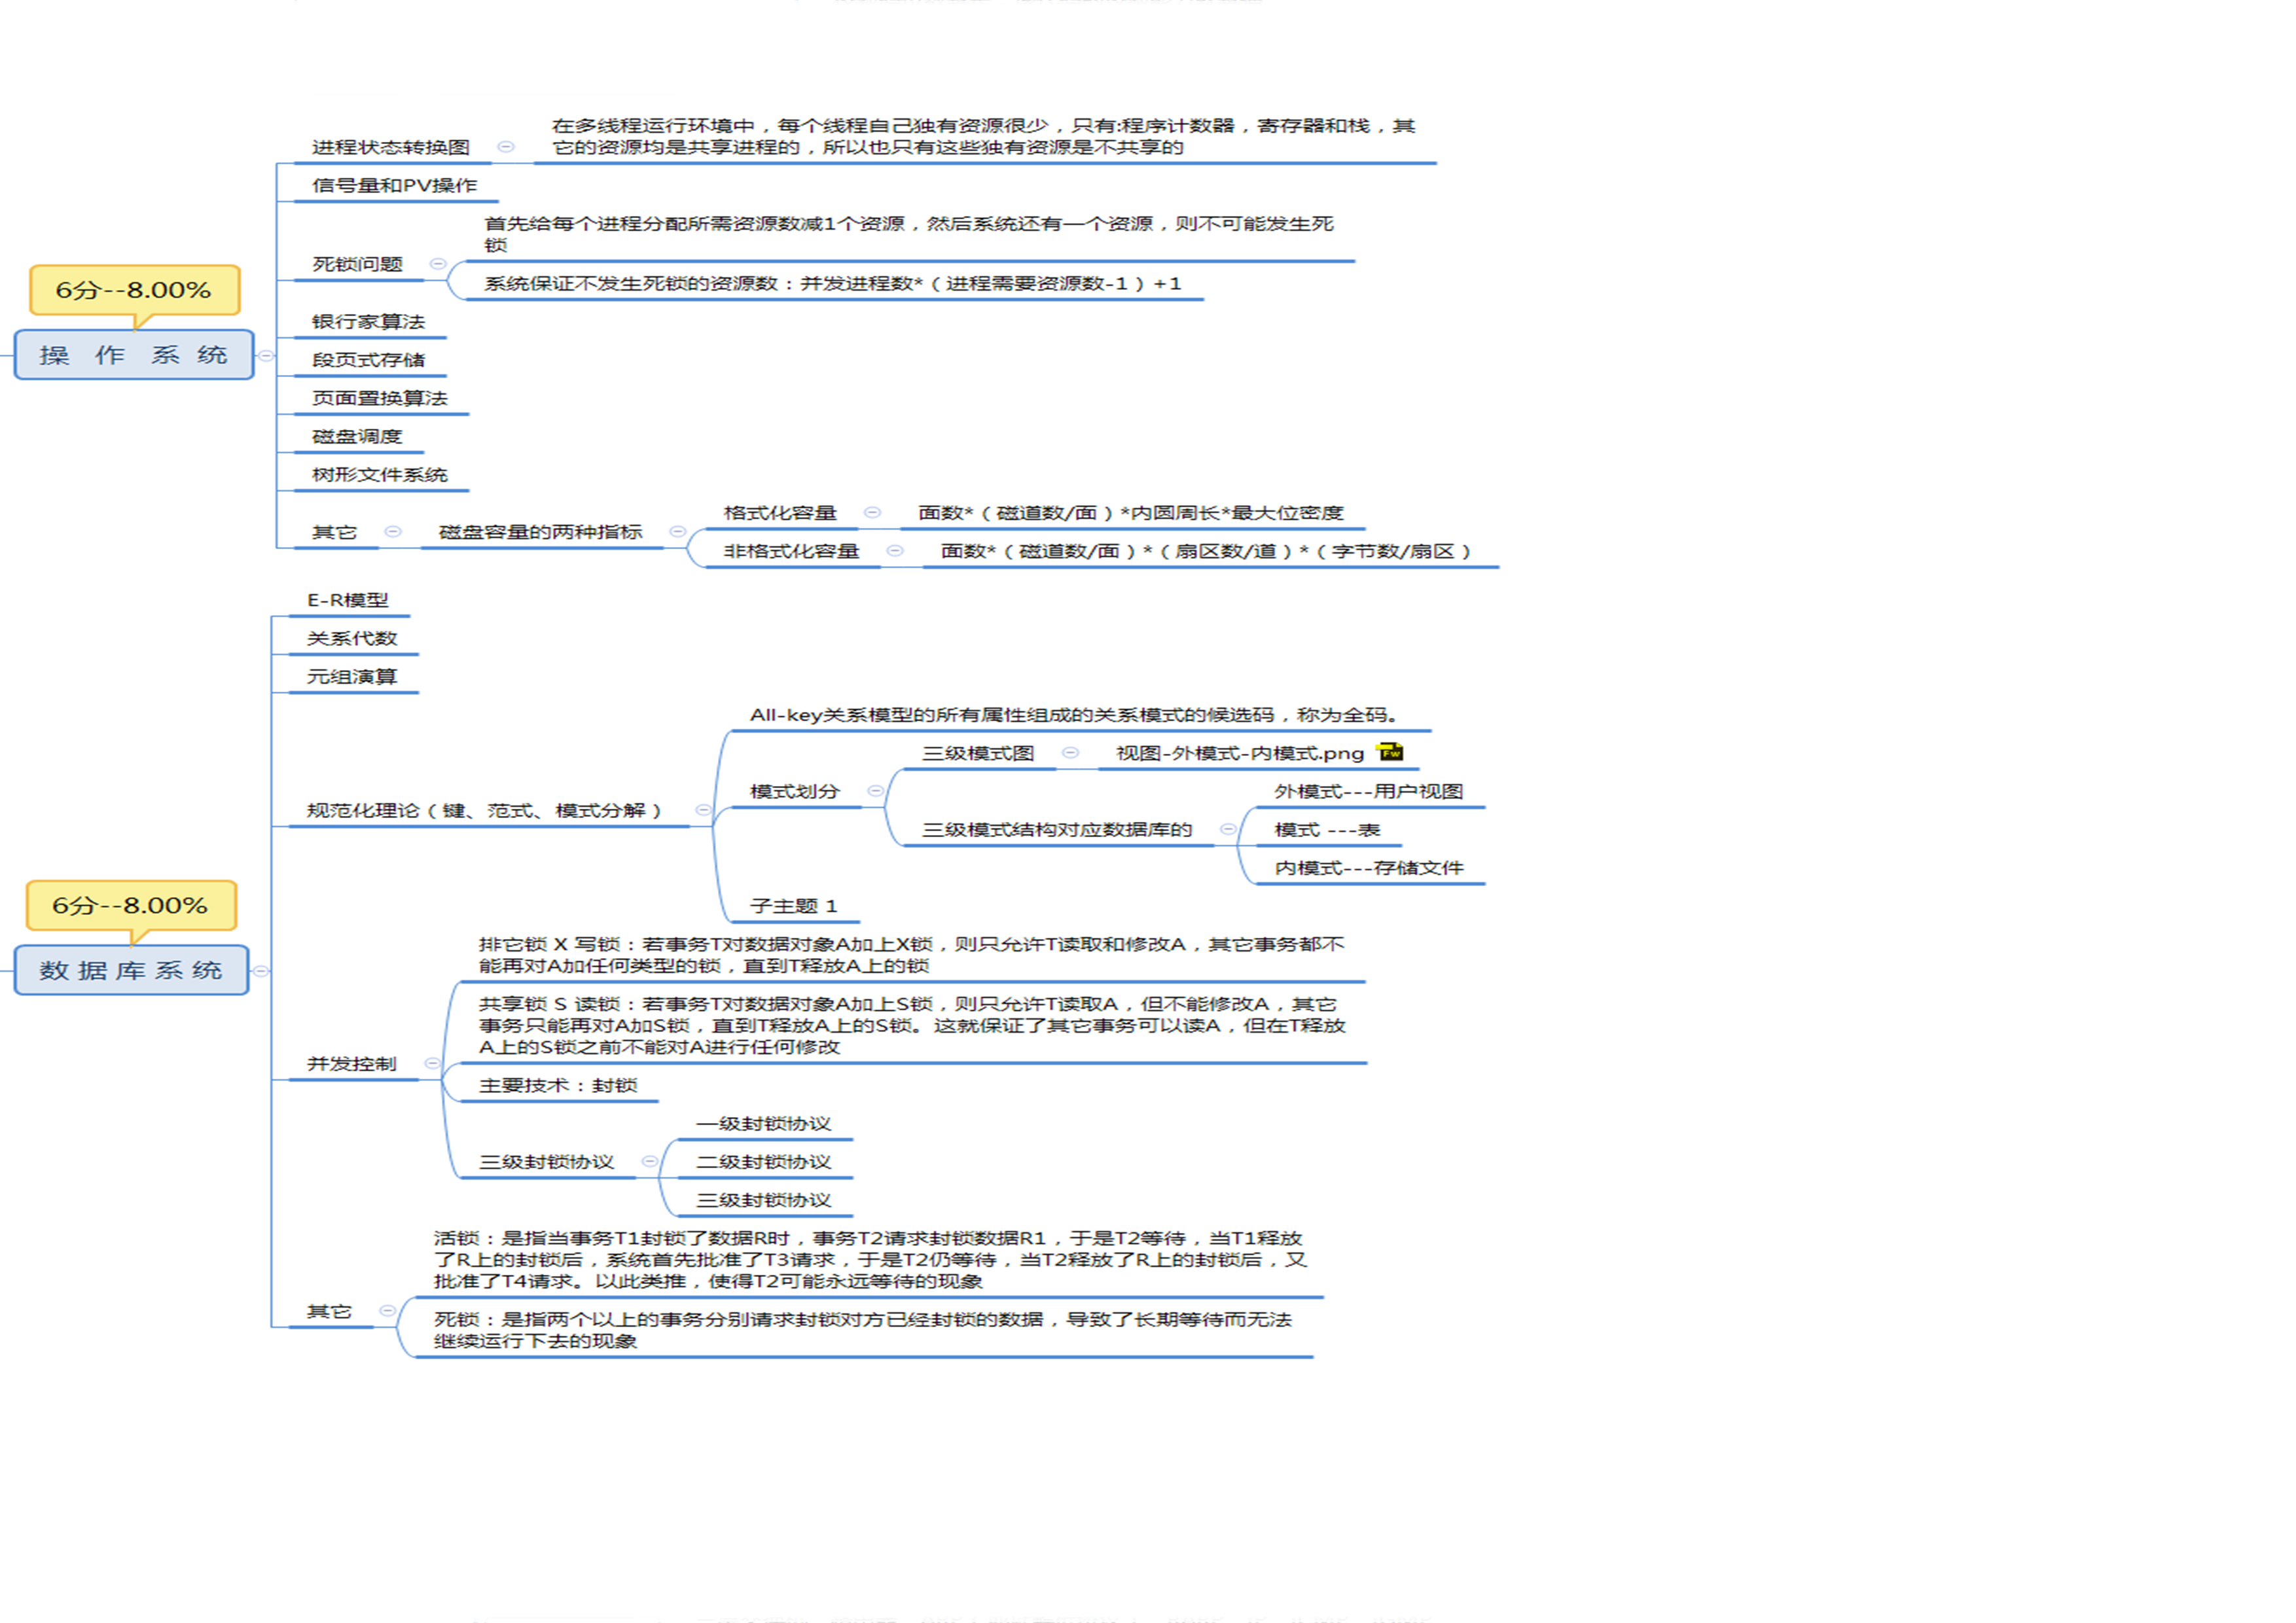 进程状态转换图
在多线程运行环境中，每个线程自己独有资源很少，只有:程序计数器，寄存器和栈，其
它的资源均是共享进程的，所以也只有这些独有资源是不共享的
信号量和PV操作
死锁问题
首先给每个进程分配所需资源数减1个资源，然后系统还有一个资源，则不可能发生死
锁
系统保证不发生死锁的资源数：并发进程数*（进程需要资源数-1）+1
6分--8.00%
操 作 系 统
银行家算法
段页式存储
页面置换算法
磁盘调度
树形文件系统
其它
磁盘容量的两种指标
格式化容量
面数*（磁道数/面）*内圆周长*最大位密度
非格式化容量
面数*（磁道数/面）*（扇区数/道）*（字节数/扇区）
E-R模型
关系代数
元组演算
规范化理论（键、范式、模式分解）
All-key关系模型的所有属性组成的关系模式的候选码，称为全码。
模式划分
三级模式图
视图-外模式-内模式.png
三级模式结构对应数据库的
外模式---用户视图
模式 ---表
内模式---存储文件
子主题 1
6分--8.00%
数据库系统
并发控制
排它锁 X 写锁：若事务T对数据对象A加上X锁，则只允许T读取和修改A，其它事务都不
能再对A加任何类型的锁，直到T释放A上的锁
共享锁 S 读锁：若事务T对数据对象A加上S锁，则只允许T读取A，但不能修改A，其它
事务只能再对A加S锁，直到T释放A上的S锁。这就保证了其它事务可以读A，但在T释放
A上的S锁之前不能对A进行任何修改
主要技术：封锁
三级封锁协议
一级封锁协议
二级封锁协议
三级封锁协议
其它
活锁：是指当事务T1封锁了数据R时，事务T2请求封锁数据R1，于是T2等待，当T1释放
了R上的封锁后，系统首先批准了T3请求，于是T2仍等待，当T2释放了R上的封锁后，又
批准了T4请求。以此类推，使得T2可能永远等待的现象
死锁：是指两个以上的事务分别请求封锁对方已经封锁的数据，导致了长期等待而无法
继续运行下去的现象